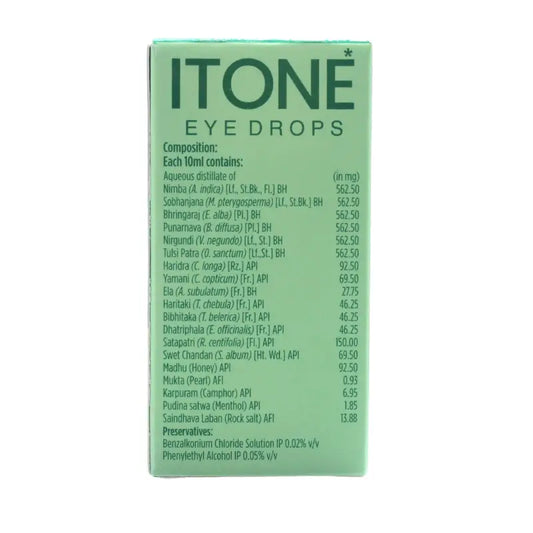 ITONE*
EYE DROPS
Composition:
Each 10ml contains:
Aqueous distillate of (in mg)
Nimba (A. indica) [Lf., St.Bk., Fl.] BH 562.50
Sobhanjana (M. pterygosperma) [Lf., St.Bk.] BH 562.50
Bhringaraj (E. alba) [Pl.] BH 562.50
Punarnava (B. diffusa) [Pl.] BH 562.50
Nirgundi (V. negundo) [Lf., St.] BH 562.50
Tulsi Patra (O. sanctum) [Lf.,St.] BH 562.50
Haridra (C. longa) [Rz.] API 92.50
Yamani (C. copticum) [Fr.] API 69.50
Ela (A. subulatum) [Fr.] BH 27.75
Haritaki (T. chebula) [Fr.] API 46.25
Bibhitaka (T. belerica) [Fr.] API 46.25
Dhatriphala (E. officinalis) [Fr.] API 46.25
Satapatri (R. centifolia) [Fl.] API 150.00
Swet Chandan (S. album) [Ht. Wd.] API 69.50
Madhu (Honey) API 92.50
Mukta (Pearl) AFI 0.93
Karpuram (Camphor) API 6.95
Pudina satwa (Menthol) API 1.85
Saindhava Laban (Rock salt) AFI 13.88
Preservatives:
Benzalkonium Chloride Solution IP 0.02% v/v
Phenylethyl Alcohol IP 0.05% v/v